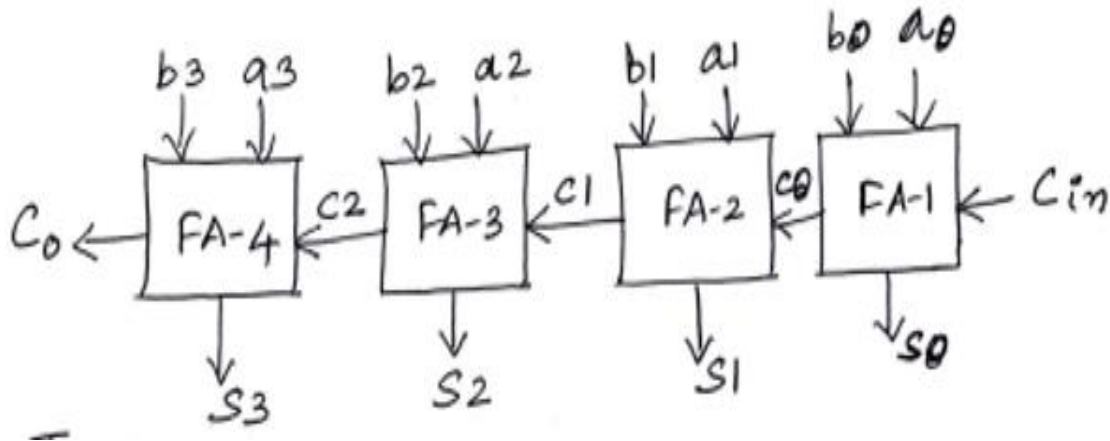 b3 a3 b2 a2 b1 a1 b0 a0
C0 FA-4 C2 FA-3 C1 FA-2 C0 FA-1 Cin
S3 S2 S1 S0